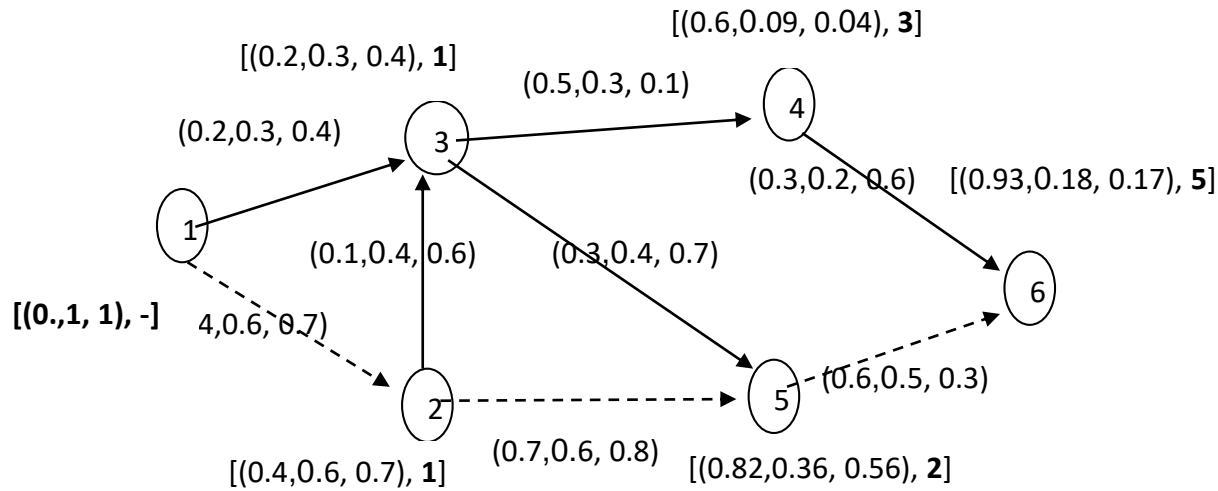 [(0.6,0.09, 0.04), 3]
[(0.2,0.3, 0.4), 1]
(0.5,0.3, 0.1)
4
(0.2,0.3, 0.4)
3
(0.3,0.2, 0.6)
[(0.93,0.18, 0.17), 5]
1
(0.1,0.4, 0.6)
(0.3,0.4, 0.7)
6
[(0.,1, 1), -]
4,0.6, 0.7)
(0.6,0.5, 0.3)
2
5
(0.7,0.6, 0.8)
[(0.4,0.6, 0.7), 1]
[(0.82,0.36, 0.56), 2]